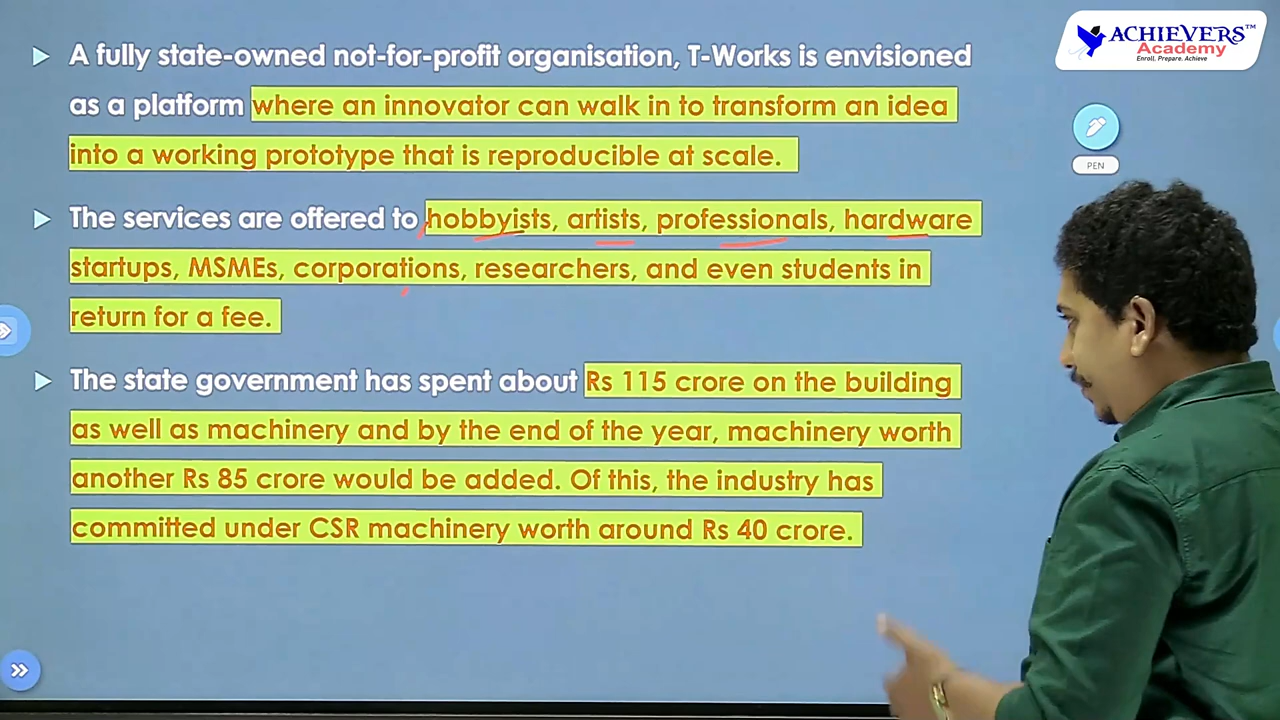 A fully state-owned not-for-profit organisation, T-Works is envisioned
as a platform where an innovator can walk in to transform an idea
into a working prototype that is reproducible at scale.
The services are offered to hobbyists, artists, professionals, hardware
startups, MSMEs, corporations, researchers, and even students in
return for a fee.
The state government has spent about Rs 115 crore on the building
as well as machinery and by the end of the year, machinery worth
another Rs 85 crore would be added. Of this, the industry has
committed under CSR machinery worth around Rs 40 crore.
ACHIEVERS™
Academy
Enroll. Prepare. Achieve
PEN